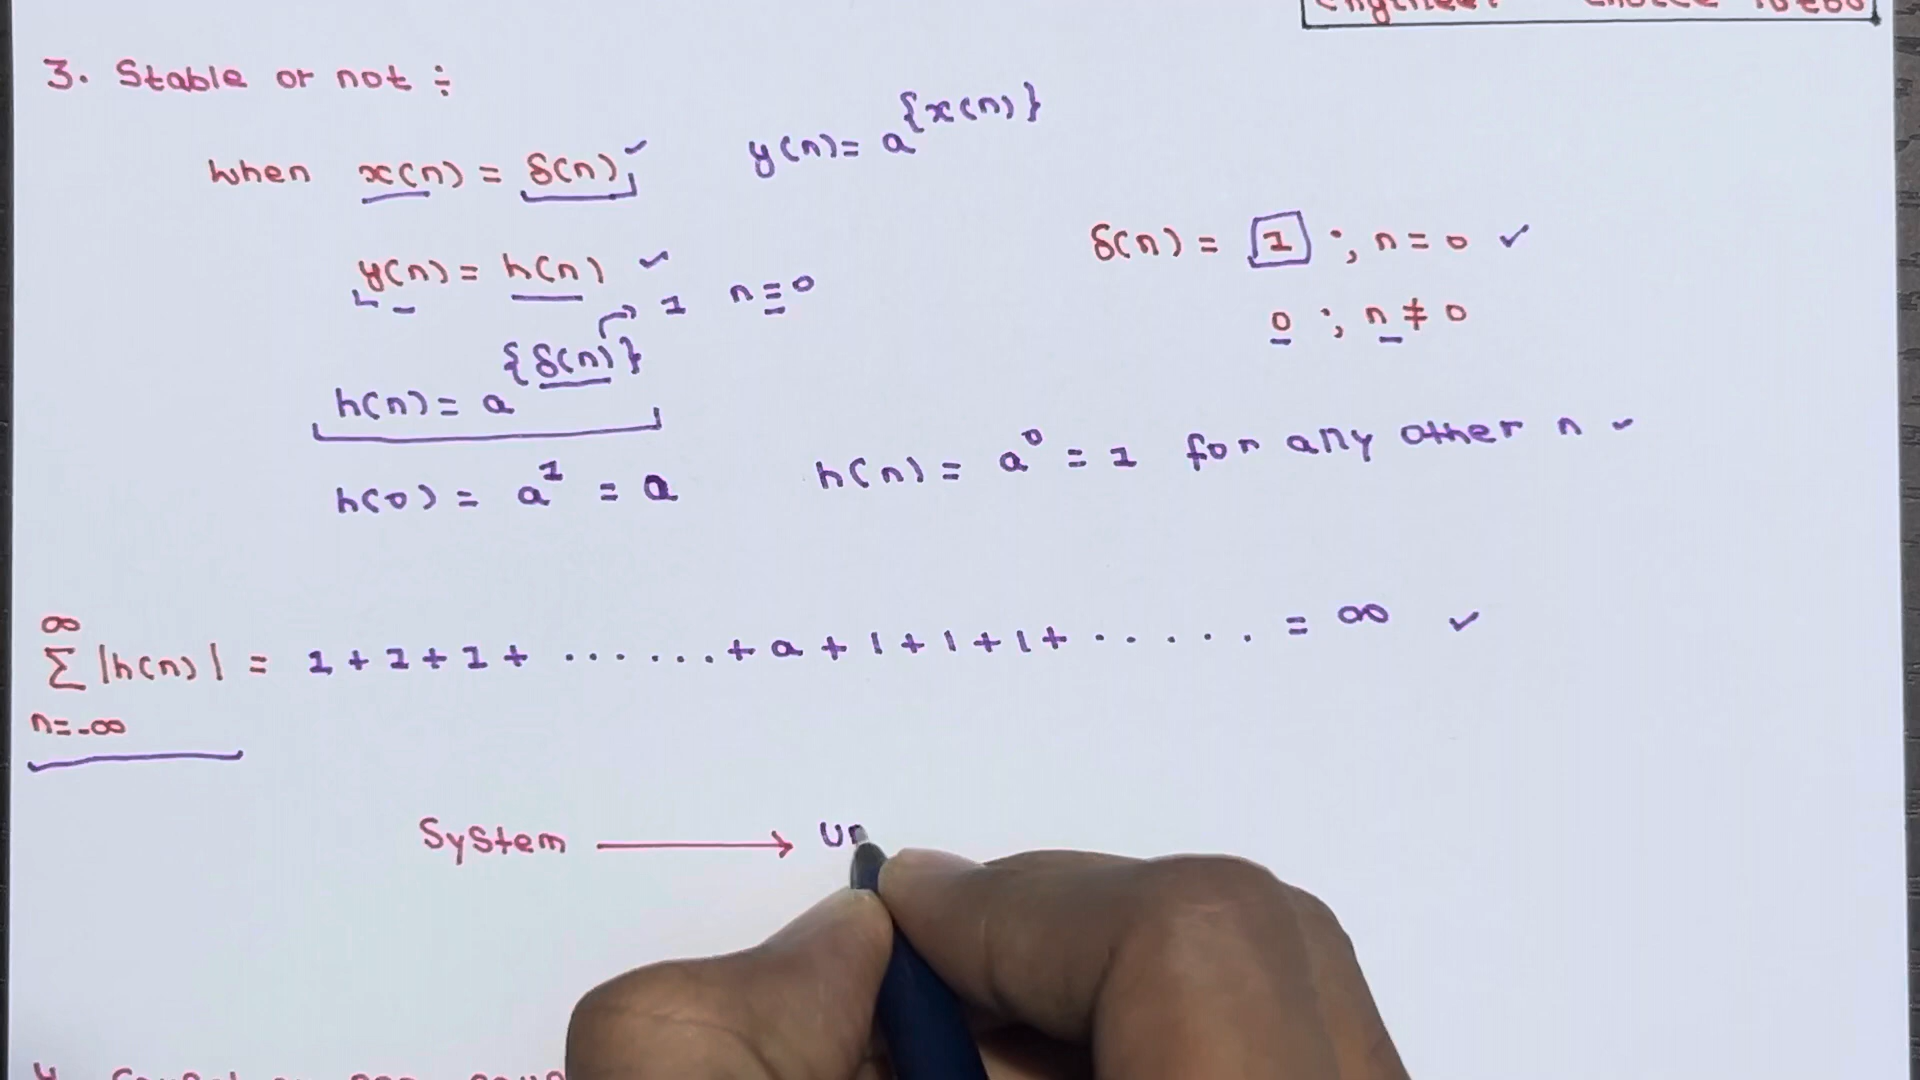 3. Stable or not ÷
when x(n) = δ(n) ✓ y(n) = a^{x(n)}
y(n) = h(n) ✓ δ(n) = 1 ; n = 0 ✓
→ 1 n = 0
0 ; n ≠ 0
h(n) = a^{δ(n)}
h(0) = a^1 = a h(n) = a^0 = 1 for any other n ✓
∞
Σ |h(n)| = 1 + 1 + 1 + ...... + a + 1 + 1 + 1 + ...... = ∞ ✓
n = -∞
System → Un